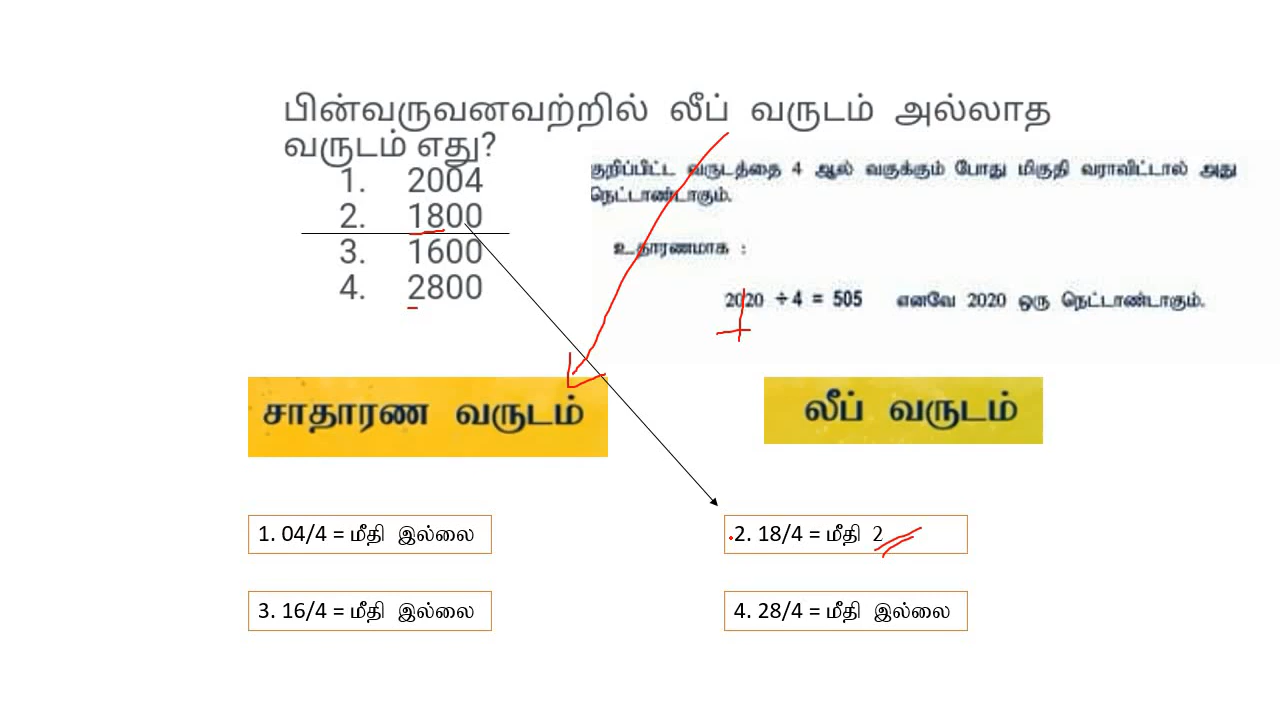 பின்வருவனவற்றில் லீப் வருடம் அல்லாத
வருடம் எது?
1. 2004
2. 1800
3. 1600
4. 2800
குறிப்பிட்ட வருடத்தை 4 ஆல் வகுக்கும் போது மிகுதி வராவிட்டால் அது
நெட்டாண்டாகும்.
உதாரணமாக :
2020 ÷ 4 = 505 எனவே 2020 ஒரு நெட்டாண்டாகும்.
சாதாரண வருடம்
லீப் வருடம்
1. 04/4 = மீதி இல்லை
2. 18/4 = மீதி 2
3. 16/4 = மீதி இல்லை
4. 28/4 = மீதி இல்லை